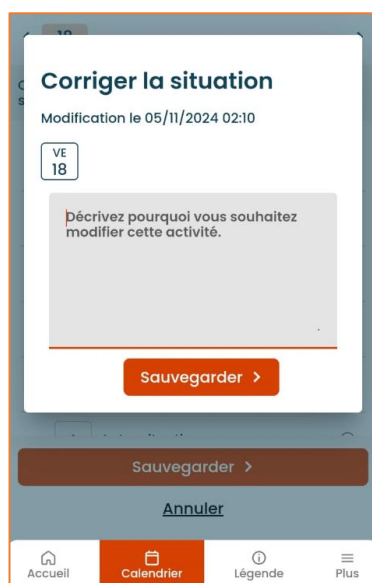 18
Corriger la situation
Modification le 05/11/2024 02:10
VE
18
Décrivez pourquoi vous souhaitez
modifier cette activité.
Sauvegarder
Sauvegarder
Annuler
Accueil
Calendrier
Légende
Plus